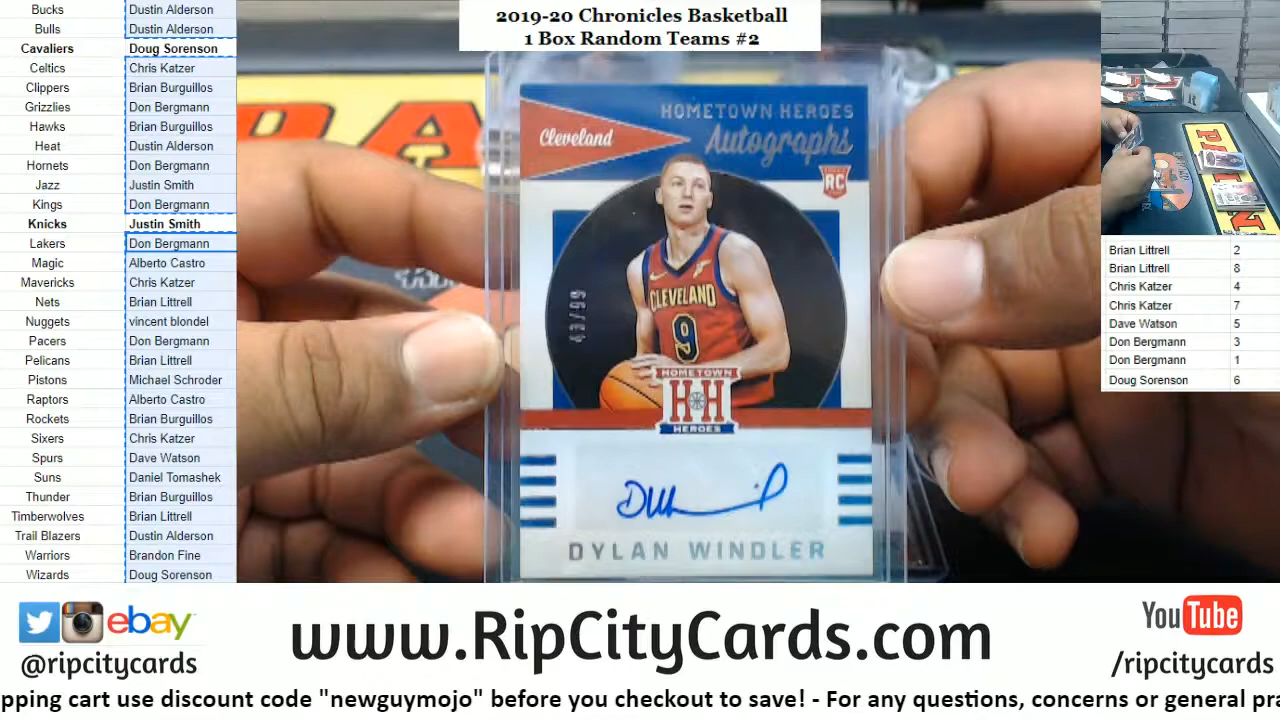 2019-20 Chronicles Basketball
1 Box Random Teams #2
Bucks Dustin Alderson
Bulls Dustin Alderson
Cavaliers Doug Sorenson
Celtics Chris Katzer
Clippers Brian Burguillos
Grizzlies Don Bergmann
Hawks Brian Burguillos
Heat Dustin Alderson
Hornets Don Bergmann
Jazz Justin Smith
Kings Don Bergmann
Knicks Justin Smith
Lakers Don Bergmann
Magic Alberto Castro
Mavericks Chris Katzer
Nets Brian Littrell
Nuggets vincent blondel
Pacers Don Bergmann
Pelicans Brian Littrell
Pistons Michael Schroder
Raptors Alberto Castro
Rockets Brian Burguillos
Sixers Chris Katzer
Spurs Dave Watson
Suns Daniel Tomashek
Thunder Brian Burguillos
Timberwolves Brian Littrell
Trail Blazers Dustin Alderson
Warriors Brandon Fine
Wizards Doug Sorenson
HOMETOWN HEROES
Autographs
Cleveland
RC
43/99
CLEVELAND
9
HOMETOWN
HH
HEROES
DYLAN WINDLER
Brian Littrell 2
Brian Littrell 8
Chris Katzer 4
Chris Katzer 7
Dave Watson 5
Don Bergmann 3
Don Bergmann 1
Doug Sorenson 6
ebay
@ripcitycards
www.RipCityCards.com
YouTube
/ripcitycards
pping cart use discount code "newguymojo" before you checkout to save! - For any questions, concerns or general pra